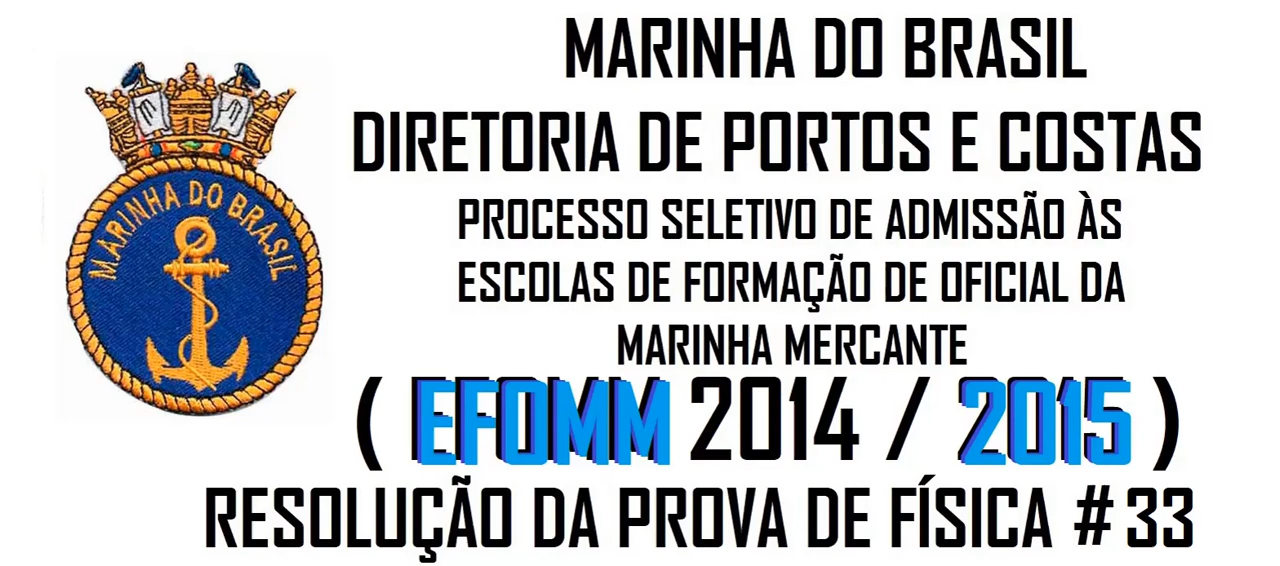 MARINHA DO BRASIL
DIRETORIA DE PORTOS E COSTAS
PROCESSO SELETIVO DE ADMISSÃO ÀS
ESCOLAS DE FORMAÇÃO DE OFICIAL DA
MARINHA MERCANTE
( EFOMM 2014 / 2015 )
RESOLUÇÃO DA PROVA DE FÍSICA # 33
MARINHA DO BRASIL